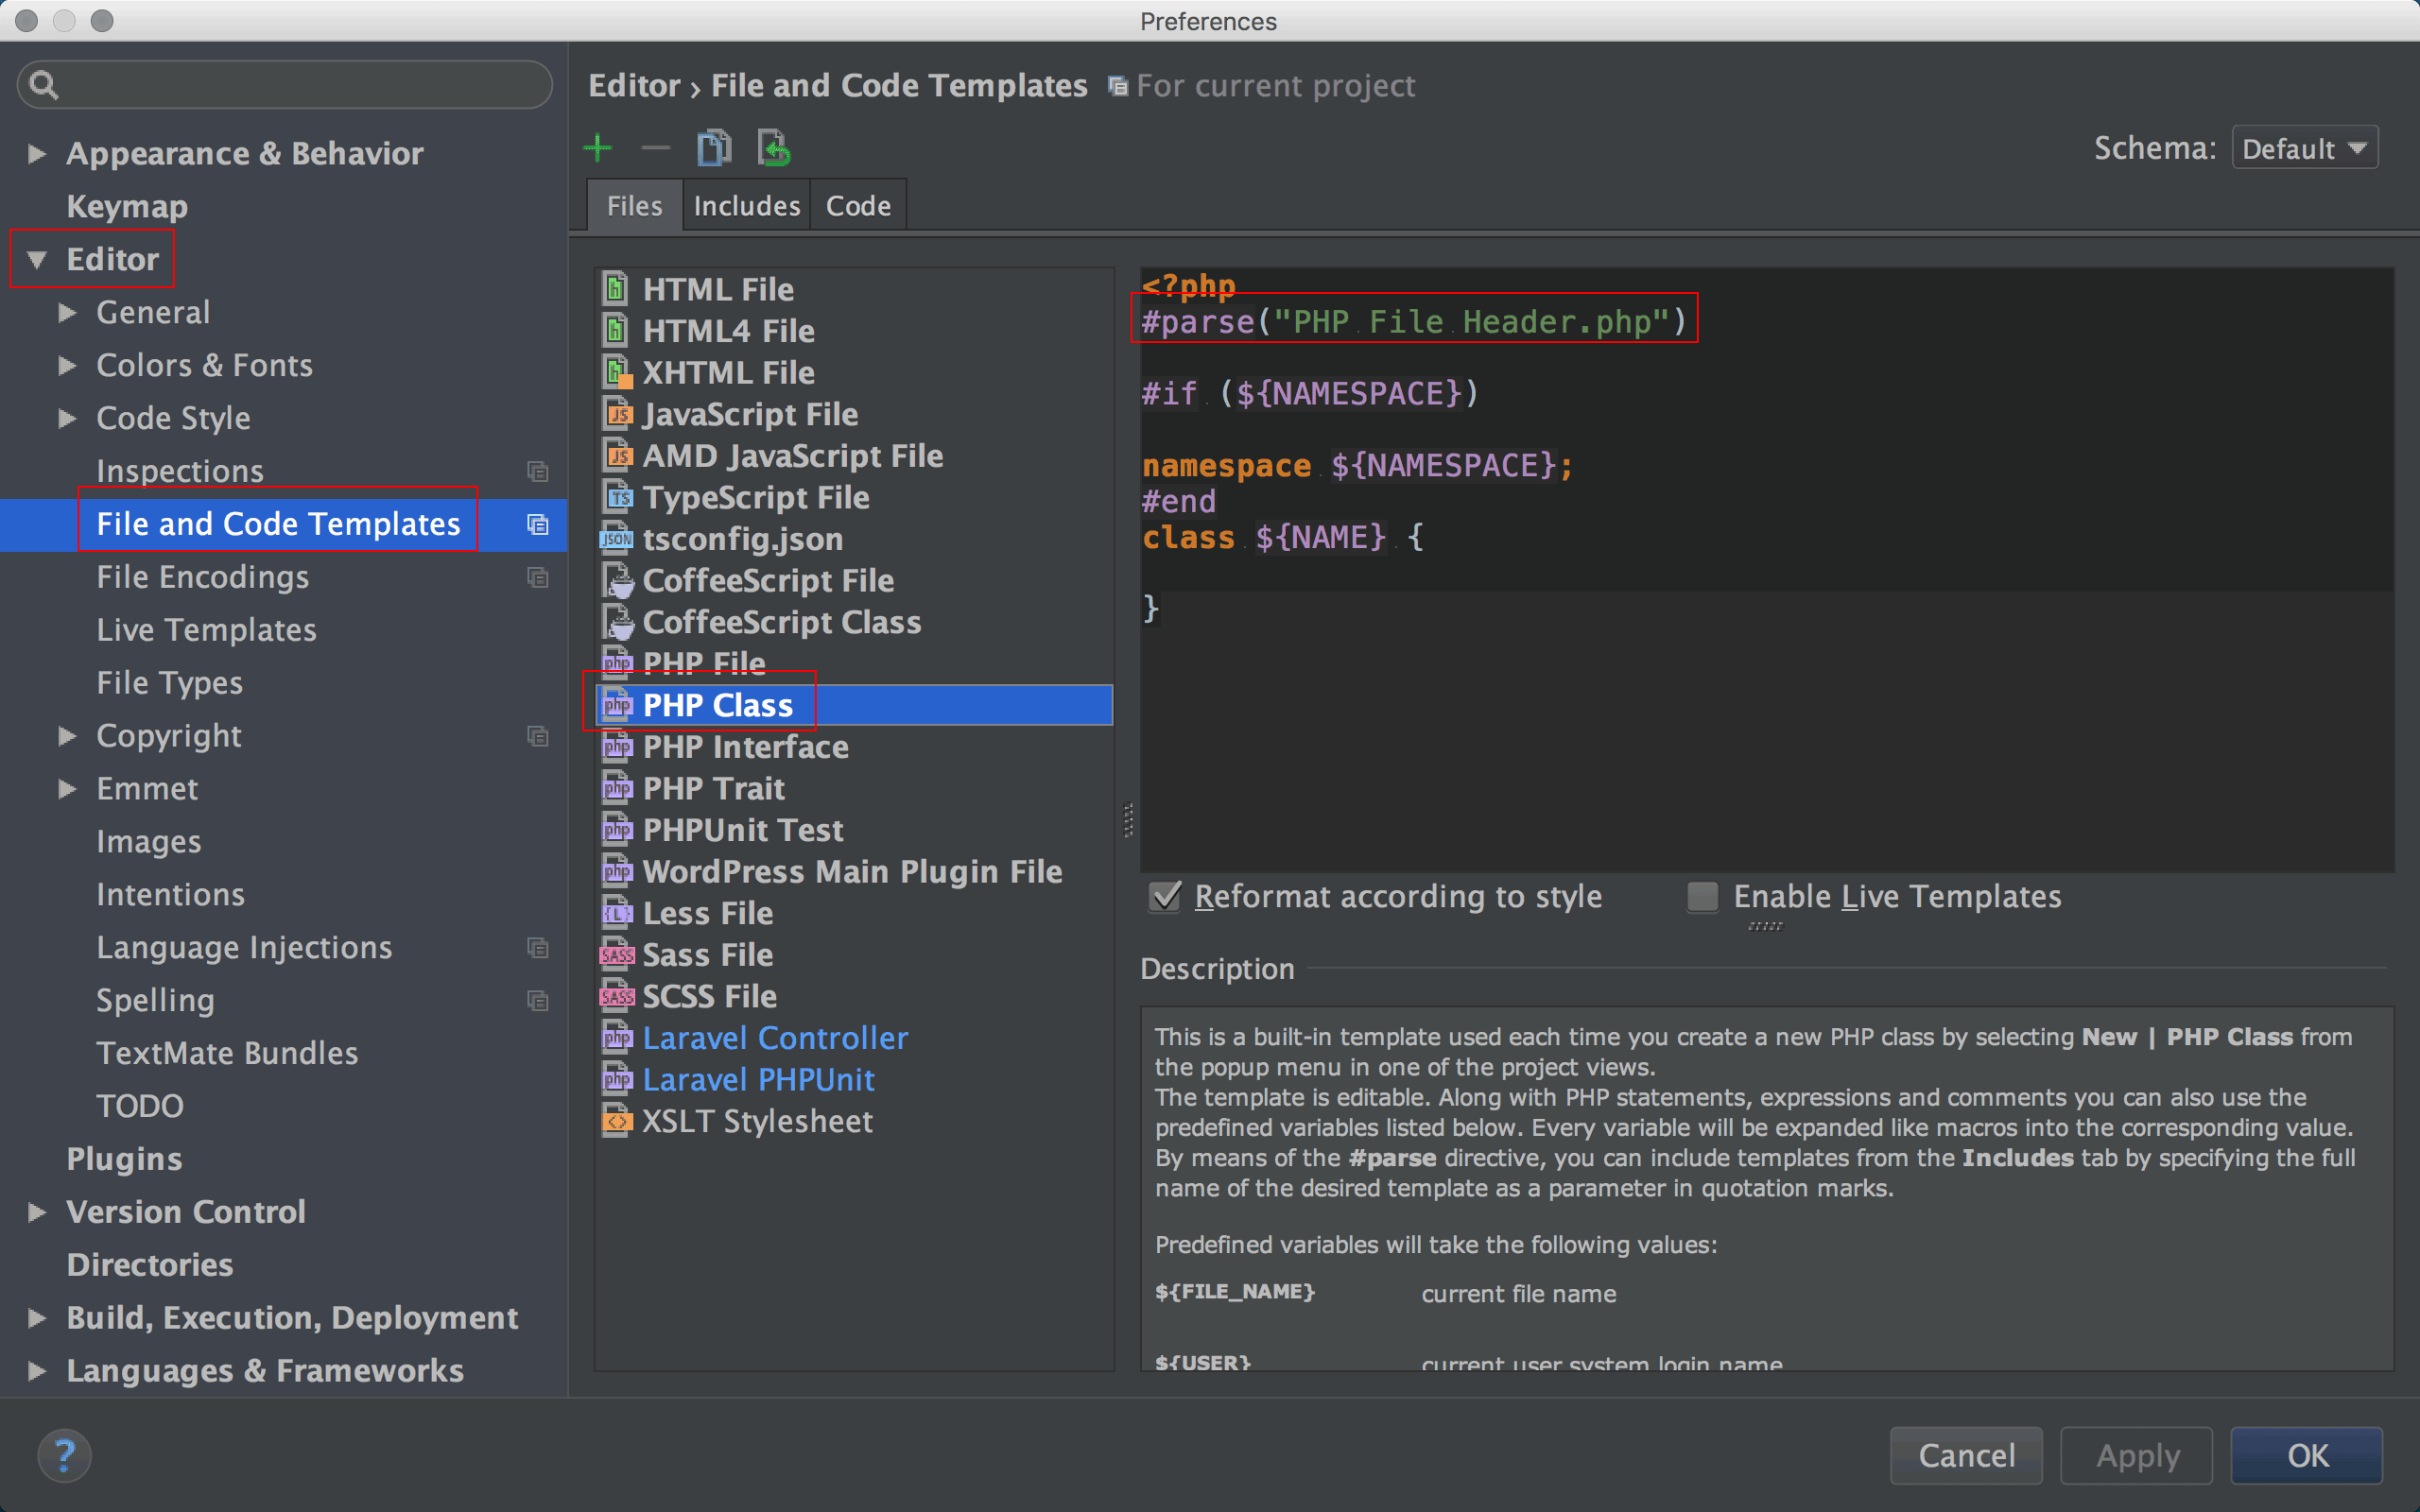 Preferences
Appearance & Behavior
Keymap
Editor
General
Colors & Fonts
Code Style
Inspections
File and Code Templates
File Encodings
Live Templates
File Types
Copyright
Emmet
Images
Intentions
Language Injections
Spelling
TextMate Bundles
TODO
Plugins
Version Control
Directories
Build, Execution, Deployment
Languages & Frameworks
Editor › File and Code Templates For current project
Schema: Default
Files Includes Code
HTML File
HTML4 File
XHTML File
JavaScript File
AMD JavaScript File
TypeScript File
tsconfig.json
CoffeeScript File
CoffeeScript Class
PHP File
PHP Class
PHP Interface
PHP Trait
PHPUnit Test
WordPress Main Plugin File
Less File
Sass File
SCSS File
Laravel Controller
Laravel PHPUnit
XSLT Stylesheet
<?php
#parse("PHP File Header.php")
#if (${NAMESPACE})
namespace ${NAMESPACE};
#end
class ${NAME} {
}
Reformat according to style Enable Live Templates
Description
This is a built-in template used each time you create a new PHP class by selecting New | PHP Class from
the popup menu in one of the project views.
The template is editable. Along with PHP statements, expressions and comments you can also use the
predefined variables listed below. Every variable will be expanded like macros into the corresponding value.
By means of the #parse directive, you can include templates from the Includes tab by specifying the full
name of the desired template as a parameter in quotation marks.
Predefined variables will take the following values:
${FILE_NAME} current file name
${USER} current user system login name
? Cancel Apply OK